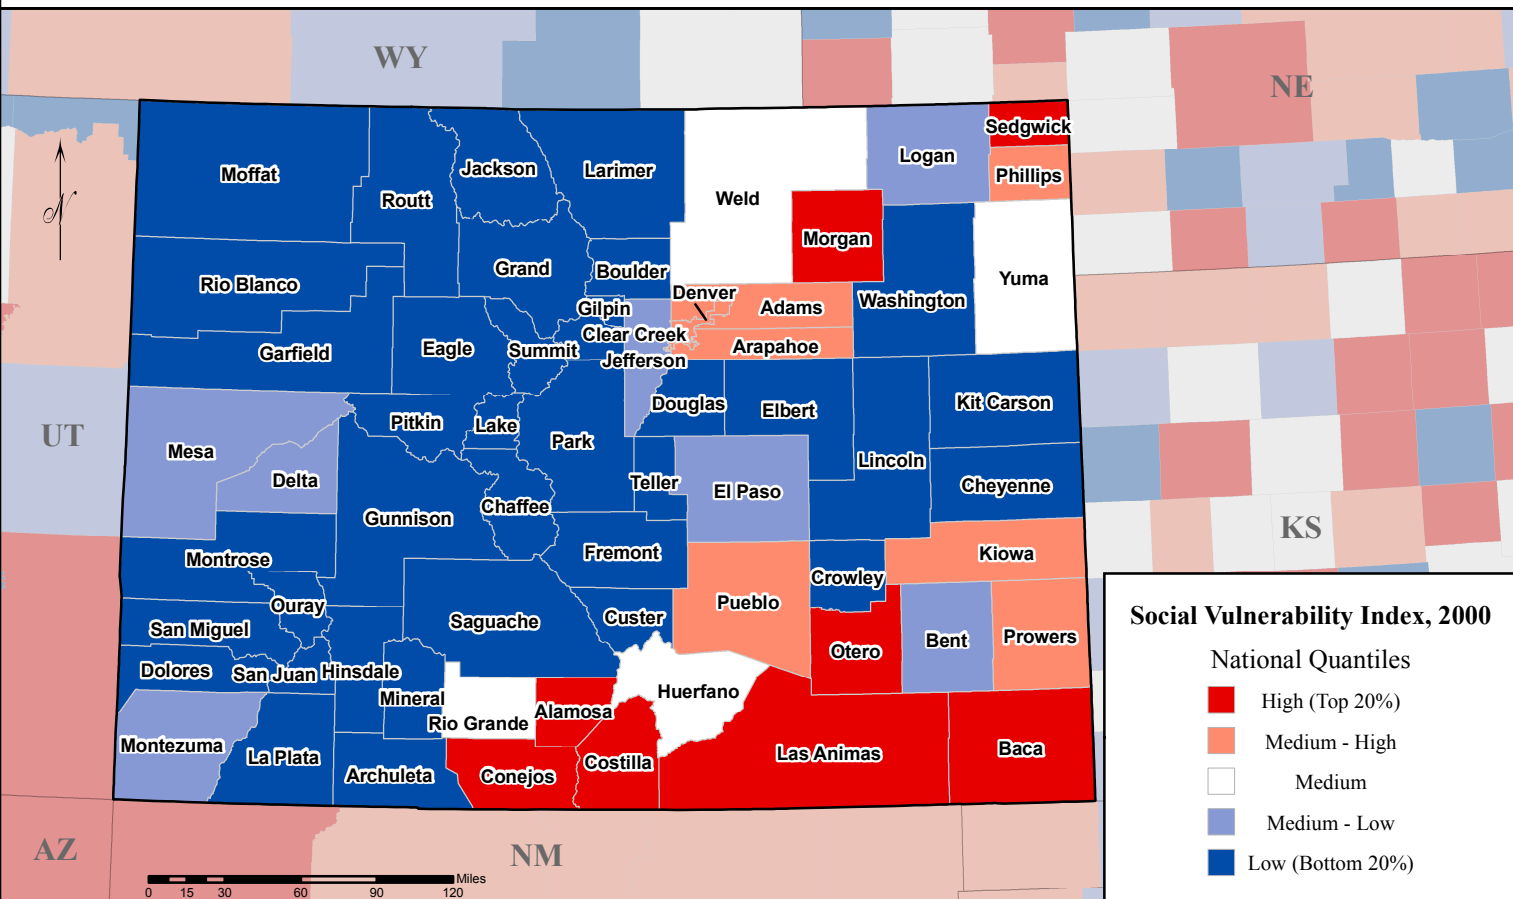 WY
NE
Sedgwick
Logan
Phillips
Moffat
Jackson
Larimer
Routt
Weld
Morgan
Grand
Boulder
Yuma
Rio Blanco
Denver
Washington
Gilpin
Adams
Clear Creek
Garfield
Eagle
Summit
Arapahoe
Jefferson
Kit Carson
Douglas
Elbert
Pitkin
Lake
UT
Park
Mesa
Lincoln
Delta
Teller
El Paso
Cheyenne
Chaffee
Gunnison
KS
Montrose
Fremont
Kiowa
Crowley
Ouray
Pueblo
Custer
Saguache
San Miguel
Bent
Prowers
Otero
Dolores
San Juan
Hinsdale
Mineral
Huerfano
Rio Grande
Alamosa
Montezuma
La Plata
Las Animas
Baca
Costilla
Archuleta
Conejos
AZ
NM
N
Social Vulnerability Index, 2000
National Quantiles
High (Top 20%)
Medium - High
Medium
Medium - Low
Low (Bottom 20%)
Miles
0 15 30 60 90 120